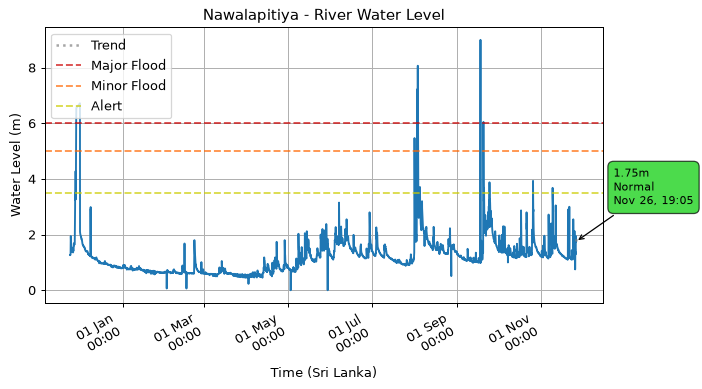 Nawalapitiya - River Water Level
Trend
Major Flood
Minor Flood
Alert
Water Level (m)
8
6
4
2
0
1.75m
Normal
Nov 26, 19:05
01 Jan
00:00
01 Mar
00:00
01 May
00:00
01 Jul
00:00
01 Sep
00:00
01 Nov
00:00
Time (Sri Lanka)